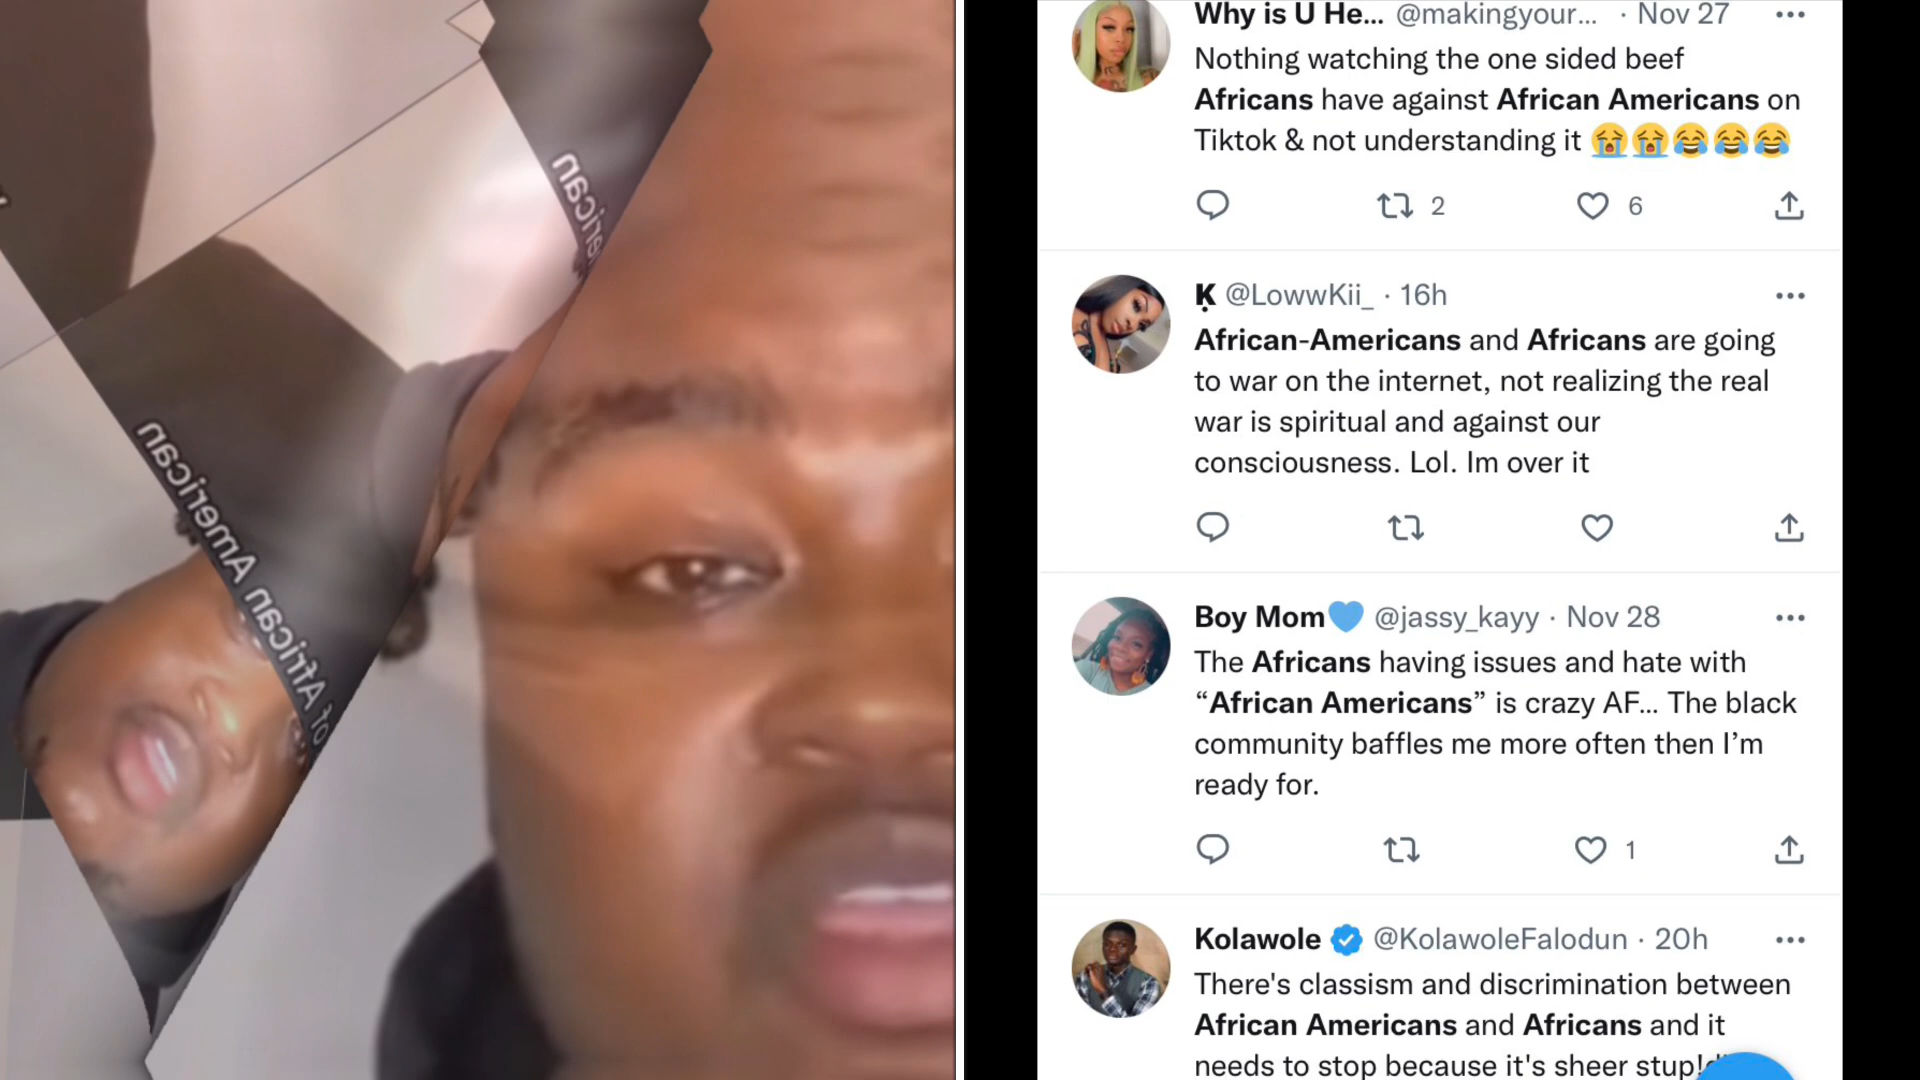 erican
of African American
Why is U He... @makingyour... · Nov 27
Nothing watching the one sided beef
Africans have against African Americans on
Tiktok & not understanding it 😭😭😂😂😂
2 6
Ḳ @LowwKii_ · 16h
African-Americans and Africans are going
to war on the internet, not realizing the real
war is spiritual and against our
consciousness. Lol. Im over it
Boy Mom💙 @jassy_kayy · Nov 28
The Africans having issues and hate with
“African Americans” is crazy AF... The black
community baffles me more often then I’m
ready for.
1
Kolawole @KolawoleFalodun · 20h
There's classism and discrimination between
African Americans and Africans and it
needs to stop because it's sheer